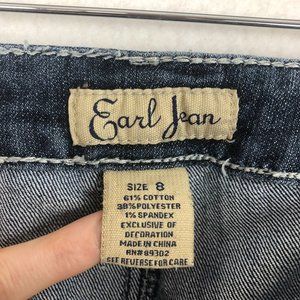 Earl Jean
SIZE 8
61% COTTON
38% POLYESTER
1% SPANDEX
EXCLUSIVE OF
DECORATION
MADE IN CHINA
RN# 89302
SEE REVERSE FOR CARE